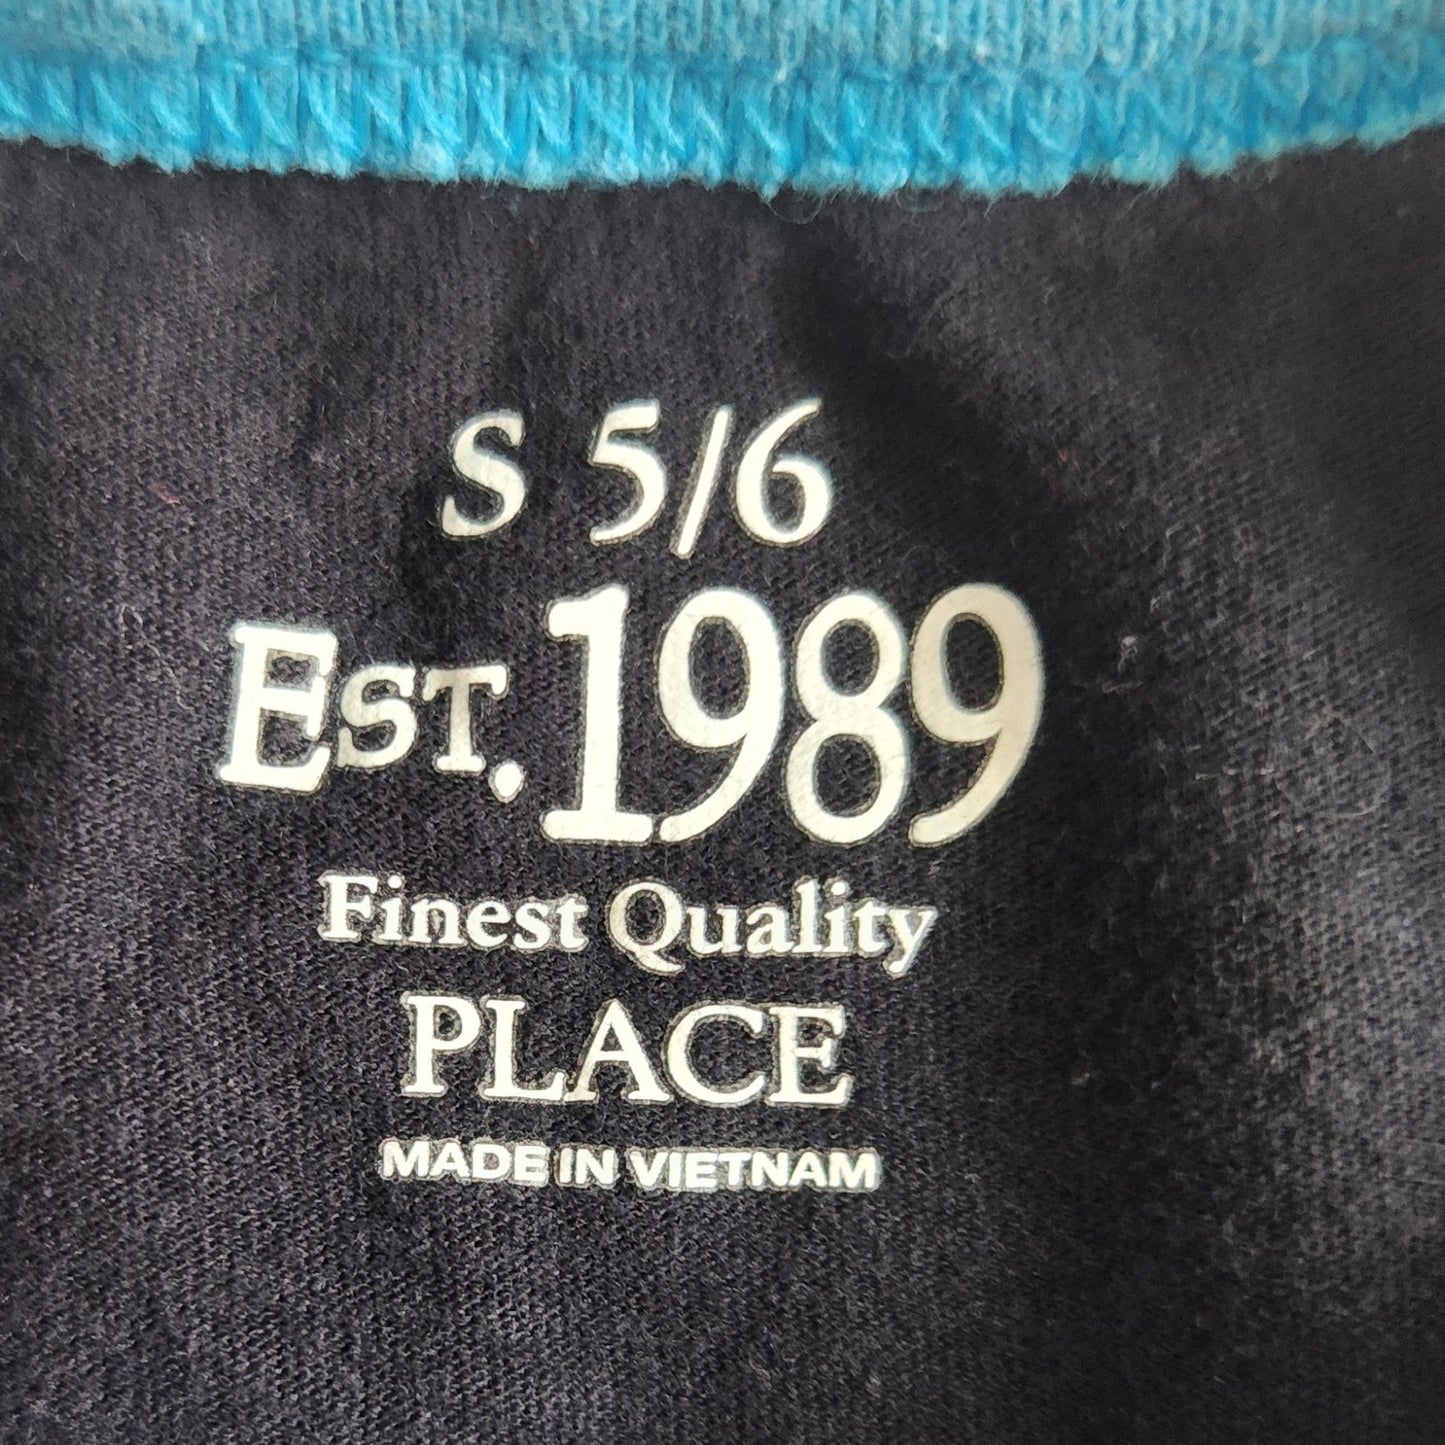 S 5/6
EST.1989
Finest Quality
PLACE
MADE IN VIETNAM